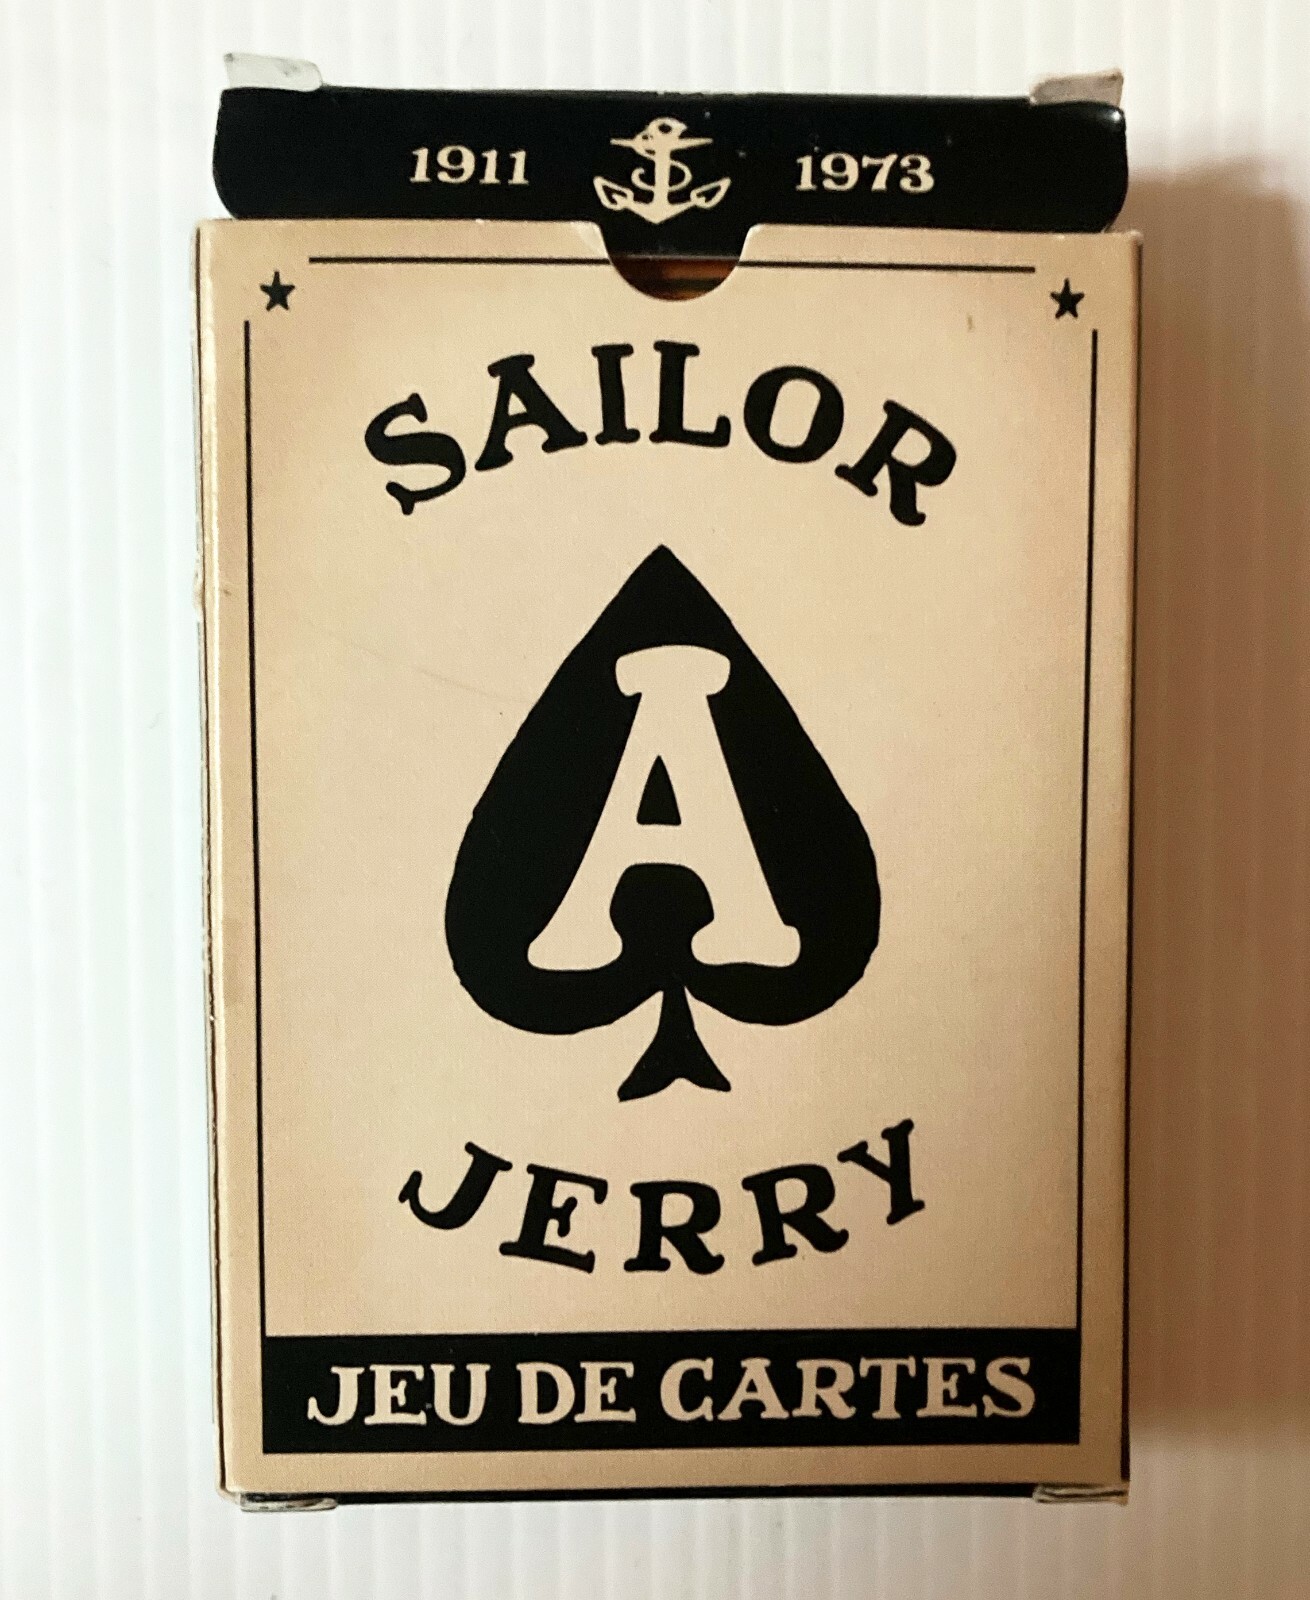 1911 1973
SAILOR
A
JERRY
JEU DE CARTES